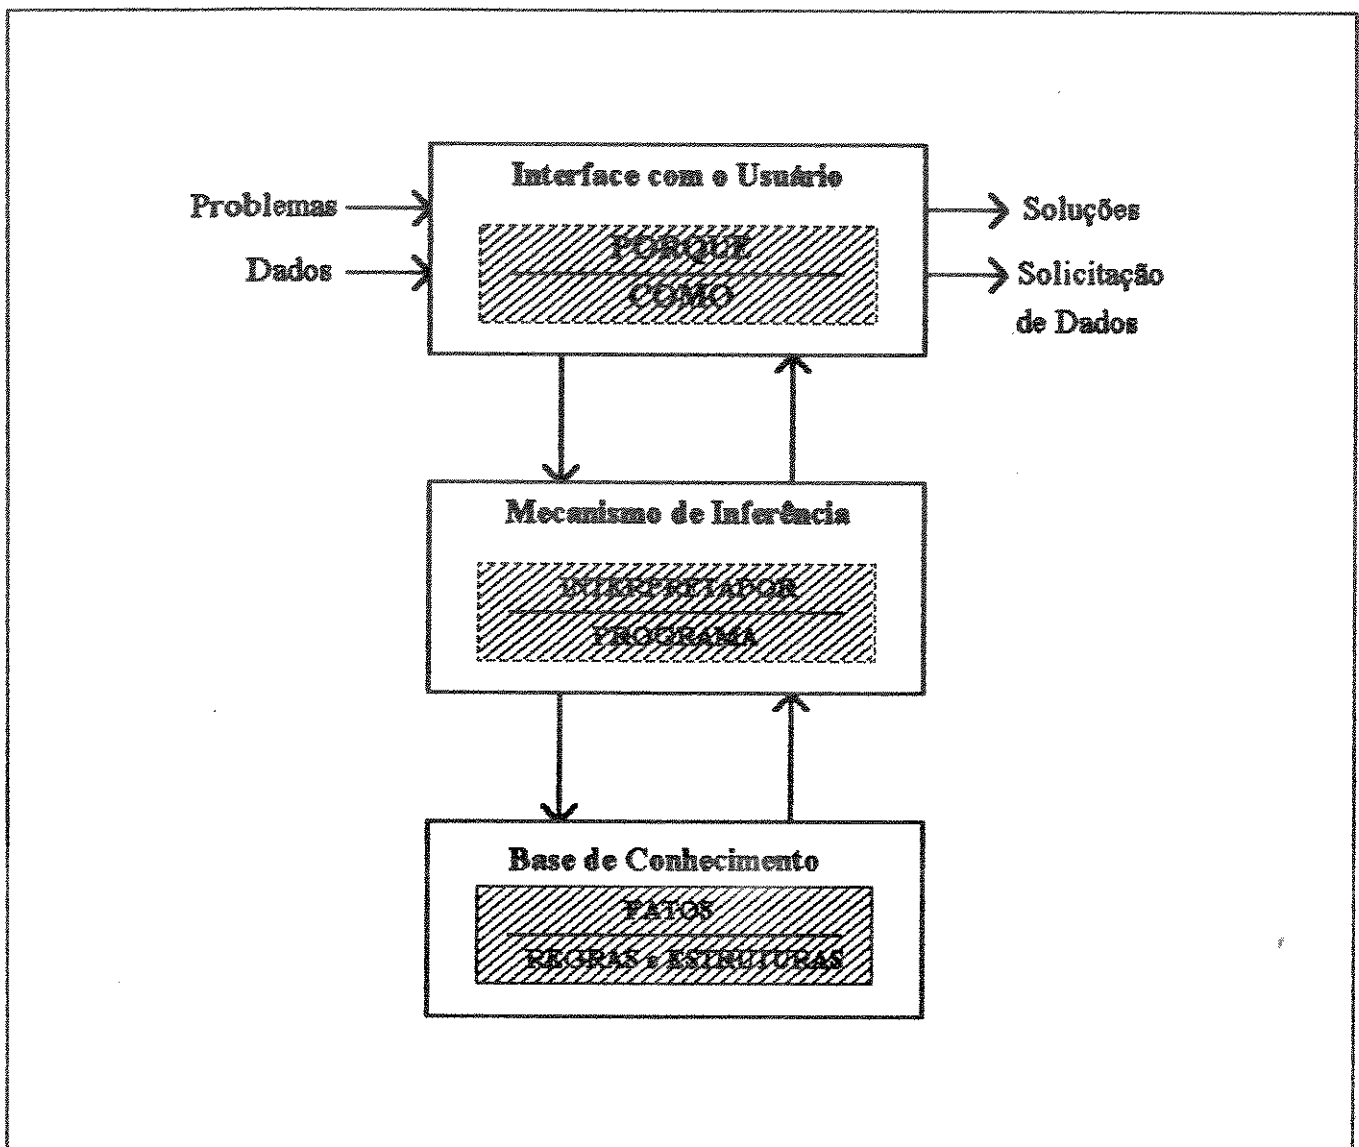 Interface com o Usuário
Problemas
Dados
PORQUE
COMO
Soluções
Solicitação
de Dados
Mecanismo de Inferência
INTERPRETADOR
PROGRAMA
Base de Conhecimento
FATOS
REGRAS e ESTRUTURAS